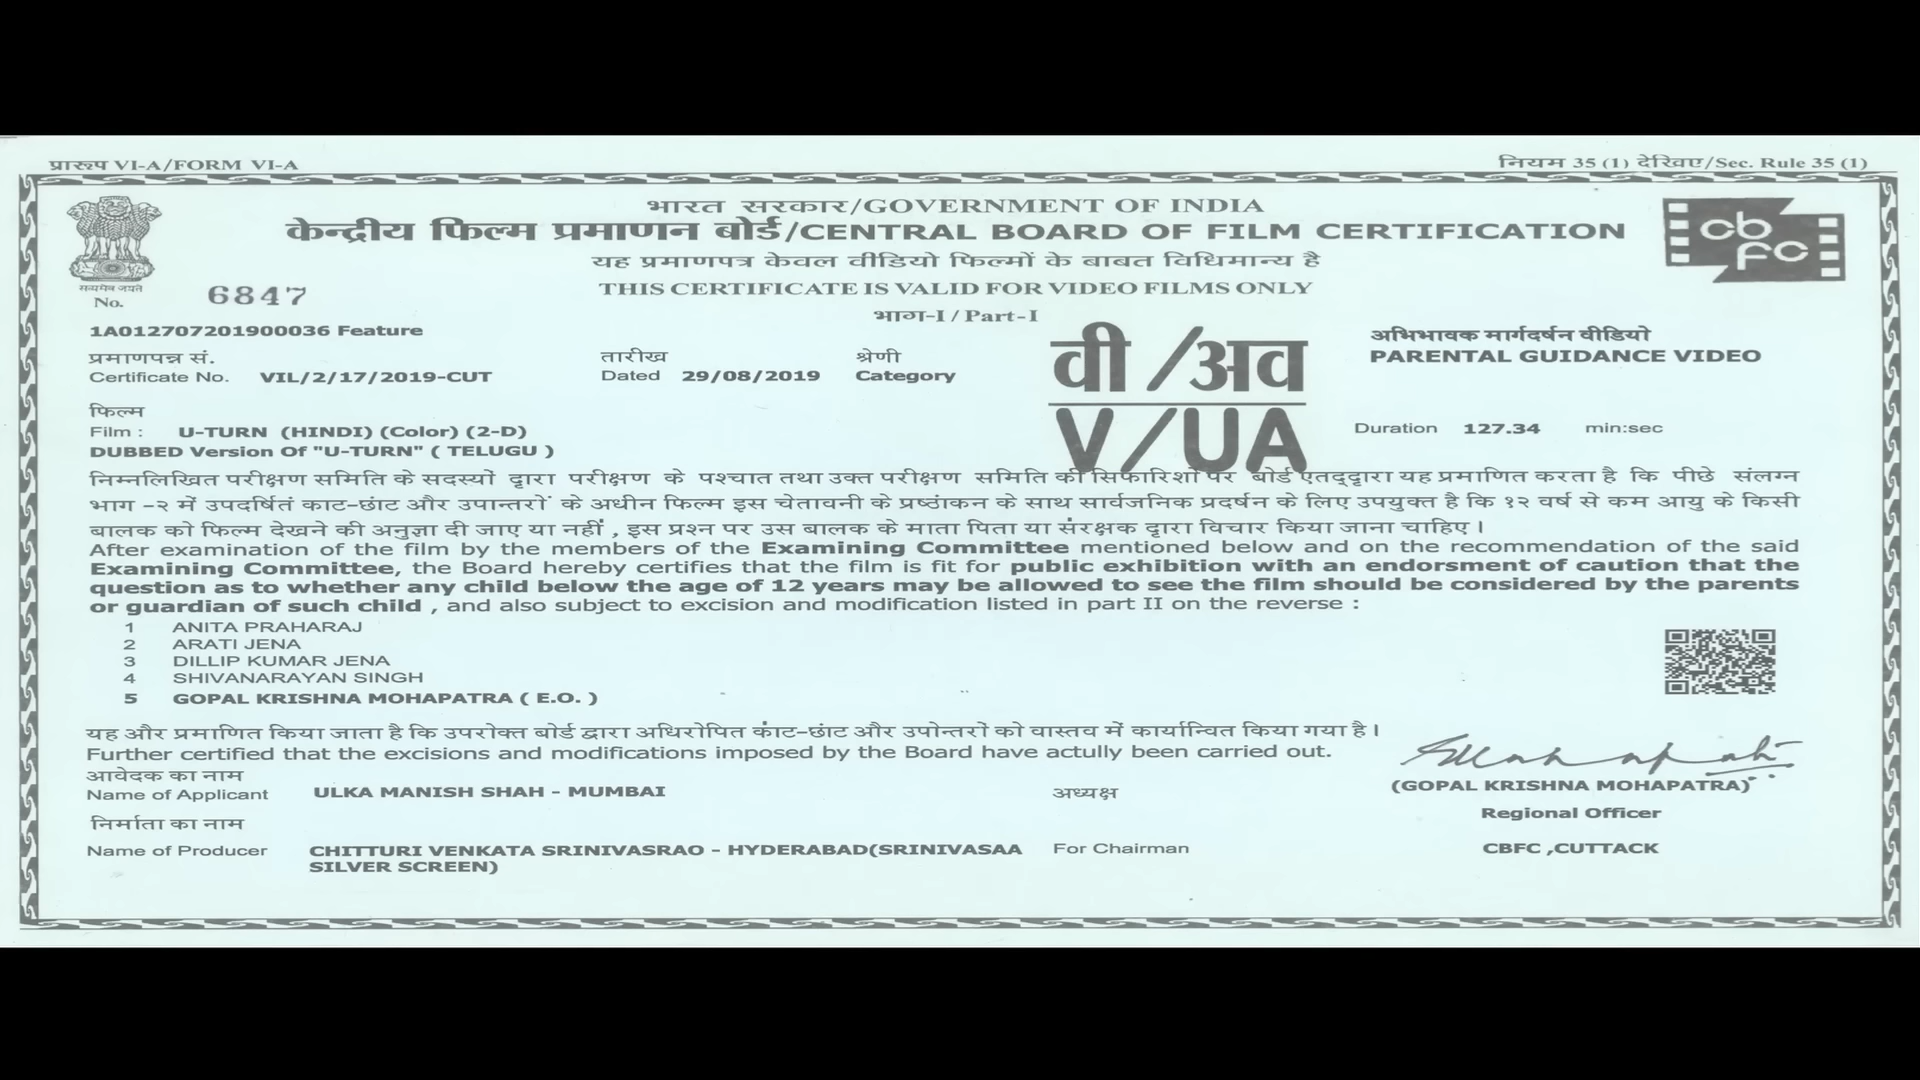 प्रारूप VI-A/FORM VI-A
नियम 35 (1) देखिए/Sec. Rule 35 (1)
भारत सरकार/GOVERNMENT OF INDIA
केन्द्रीय फिल्म प्रमाणन बोर्ड/CENTRAL BOARD OF FILM CERTIFICATION
cb
fc
यह प्रमाणपत्र केवल वीडियो फिल्मों के बाबत विधिमान्य है
सत्यमेव जयते
No. 6847
THIS CERTIFICATE IS VALID FOR VIDEO FILMS ONLY
भाग-I / Part-I
1A012707201900036 Feature
अभिभावक मार्गदर्षन वीडियो
PARENTAL GUIDANCE VIDEO
प्रमाणपत्र सं. तारीख श्रेणी वी/अव
Certificate No. VIL/2/17/2019-CUT Dated 29/08/2019 Category
फिल्म
Film : U-TURN (HINDI) (Color) (2-D) V/UA Duration 127.34 min:sec
DUBBED Version Of "U-TURN" ( TELUGU )
निम्नलिखित परीक्षण समिति के सदस्यों द्वारा परीक्षण के पश्चात तथा उक्त परीक्षण समिति की सिफारिशों पर बोर्ड एतद्द्वारा यह प्रमाणित करता है कि पीछे संलग्न
भाग -२ में उपदर्षित काट-छांट और उपान्तरों के अधीन फिल्म इस चेतावनी के प्रष्ठांकन के साथ सार्वजनिक प्रदर्षन के लिए उपयुक्त है कि १२ वर्ष से कम आयु के किसी
बालक को फिल्म देखने की अनुज्ञा दी जाए या नहीं , इस प्रश्न पर उस बालक के माता पिता या संरक्षक द्वारा विचार किया जाना चाहिए ।
After examination of the film by the members of the Examining Committee mentioned below and on the recommendation of the said
Examining Committee, the Board hereby certifies that the film is fit for public exhibition with an endorsment of caution that the
question as to whether any child below the age of 12 years may be allowed to see the film should be considered by the parents
or guardian of such child , and also subject to excision and modification listed in part II on the reverse :
1 ANITA PRAHARAJ
2 ARATI JENA
3 DILLIP KUMAR JENA
4 SHIVANARAYAN SINGH
5 GOPAL KRISHNA MOHAPATRA ( E.O. )
यह और प्रमाणित किया जाता है कि उपरोक्त बोर्ड द्वारा अधिरोपित कांट-छांट और उपोन्तरों को वास्तव में कार्यान्वित किया गया है ।
Further certified that the excisions and modifications imposed by the Board have actully been carried out.
आवेदक का नाम
Name of Applicant ULKA MANISH SHAH - MUMBAI अध्यक्ष
(GOPAL KRISHNA MOHAPATRA)
Regional Officer
निर्माता का नाम
Name of Producer CHITTURI VENKATA SRINIVASRAO - HYDERABAD(SRINIVASAA
SILVER SCREEN)
For Chairman
CBFC ,CUTTACK